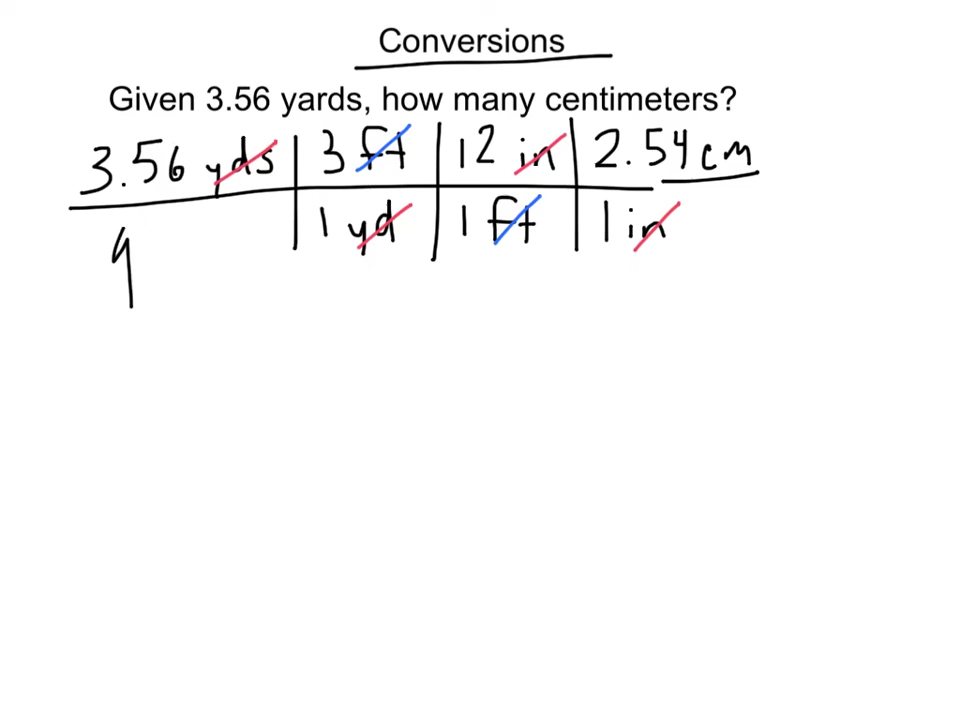 Conversions
Given 3.56 yards, how many centimeters?
3.56 yds | 3 ft | 12 in | 2.54 cm
1 yd | 1 ft | 1 in
9